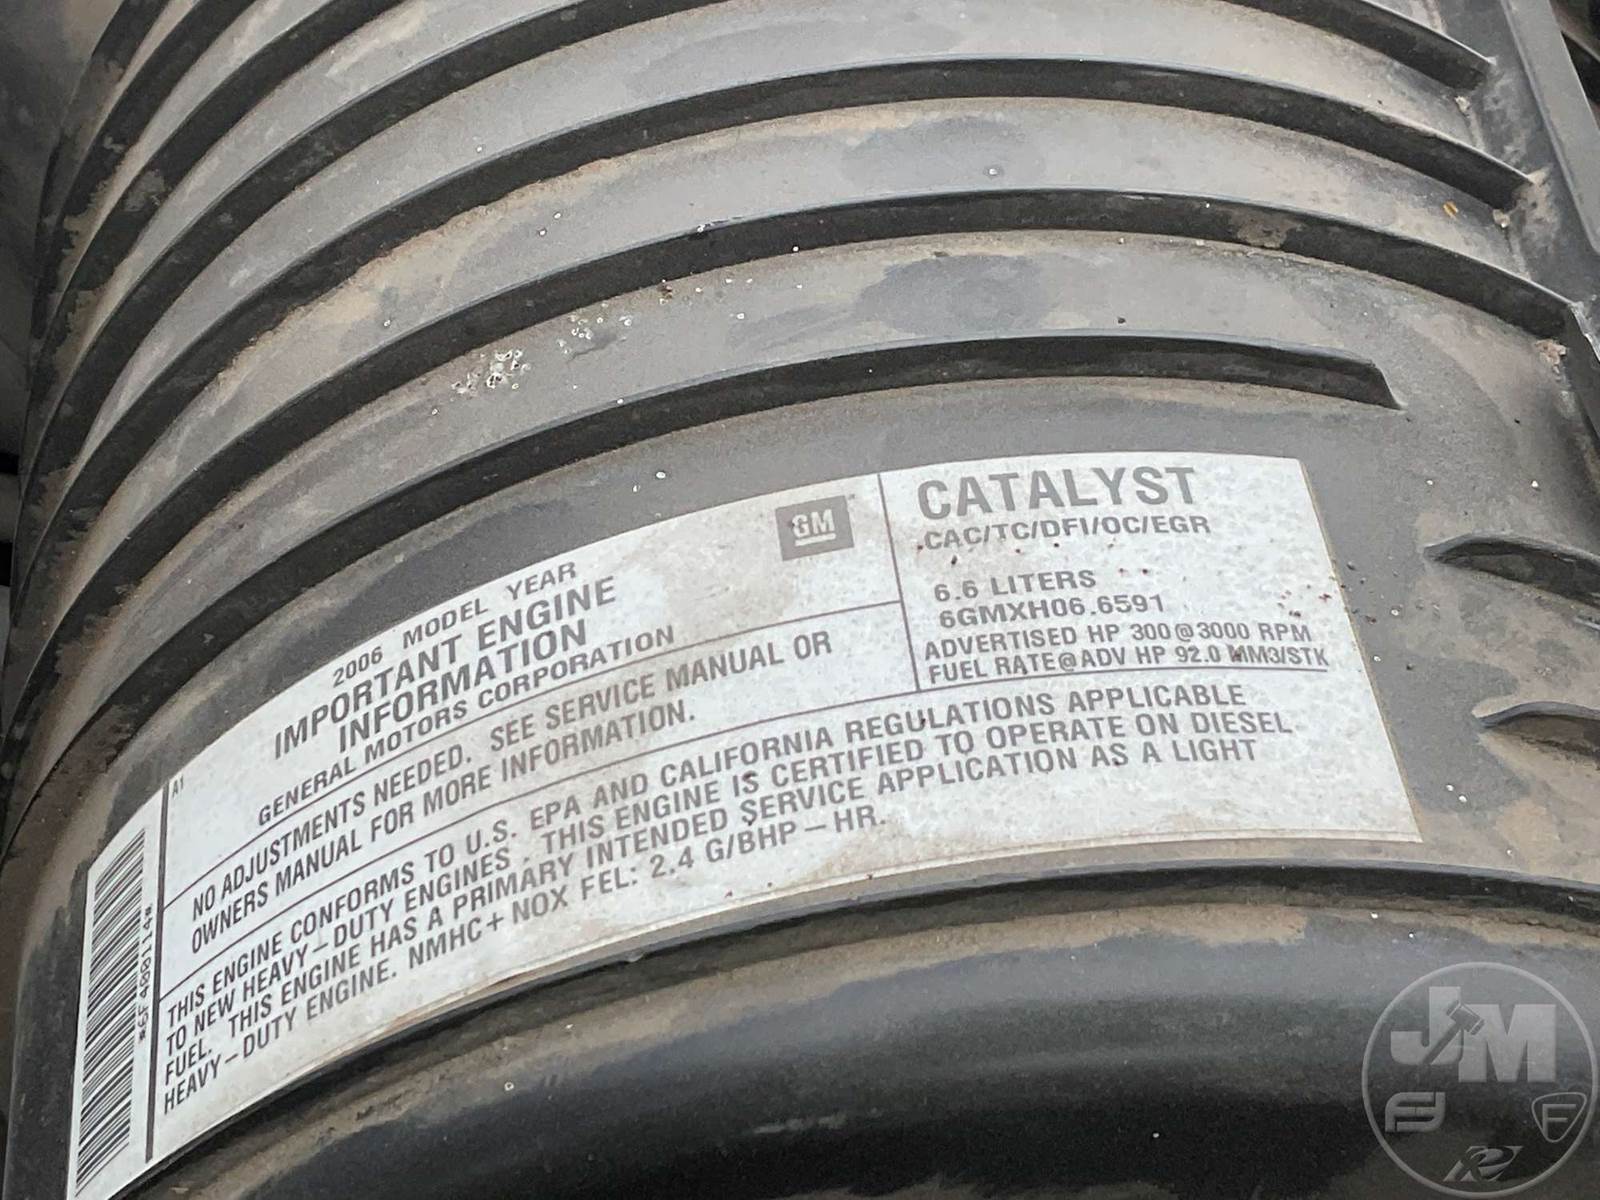 2006 MODEL YEAR
IMPORTANT ENGINE
INFORMATION
GENERAL MOTORS CORPORATION
GM
CATALYST
CAC/TC/DFI/OC/EGR
6.6 LITERS
6GMXH06.6591
ADVERTISED HP 300@3000 RPM
FUEL RATE@ADV HP 92.0 MM3/STK
A1
NO ADJUSTMENTS NEEDED. SEE SERVICE MANUAL OR
OWNERS MANUAL FOR MORE INFORMATION.
THIS ENGINE CONFORMS TO U.S. EPA AND CALIFORNIA REGULATIONS APPLICABLE
TO NEW HEAVY-DUTY ENGINES. THIS ENGINE IS CERTIFIED TO OPERATE ON DIESEL
FUEL. THIS ENGINE HAS A PRIMARY INTENDED SERVICE APPLICATION AS A LIGHT
HEAVY-DUTY ENGINE. NMHC+NOX FEL: 2.4 G/BHP-HR.
JM